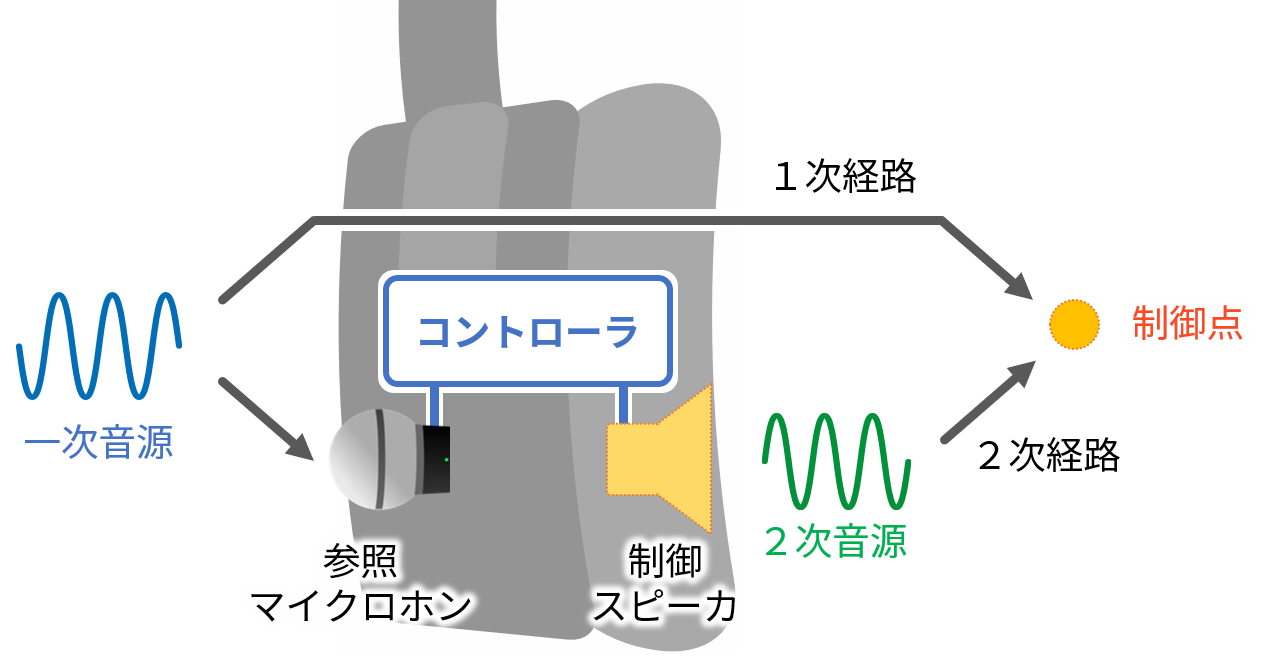 １次経路
コントローラ
制御点
一次音源
２次経路
２次音源
参照
マイクロホン
制御
スピーカ